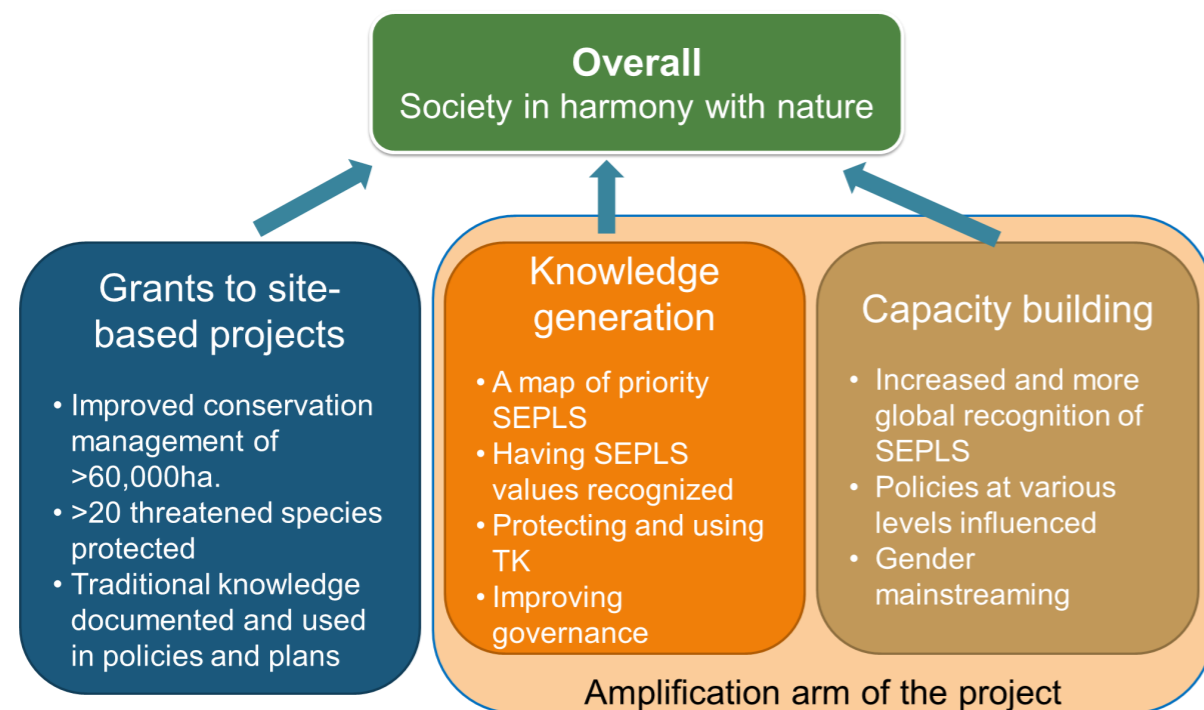 Overall
Society in harmony with nature
Grants to site-
based projects
• Improved conservation
management of
>60,000ha.
• >20 threatened species
protected
• Traditional knowledge
documented and used
in policies and plans
Knowledge
generation
• A map of priority
SEPLS
• Having SEPLS
values recognized
• Protecting and using
TK
• Improving
governance
Capacity building
• Increased and more
global recognition of
SEPLS
• Policies at various
levels influenced
• Gender
mainstreaming
Amplification arm of the project